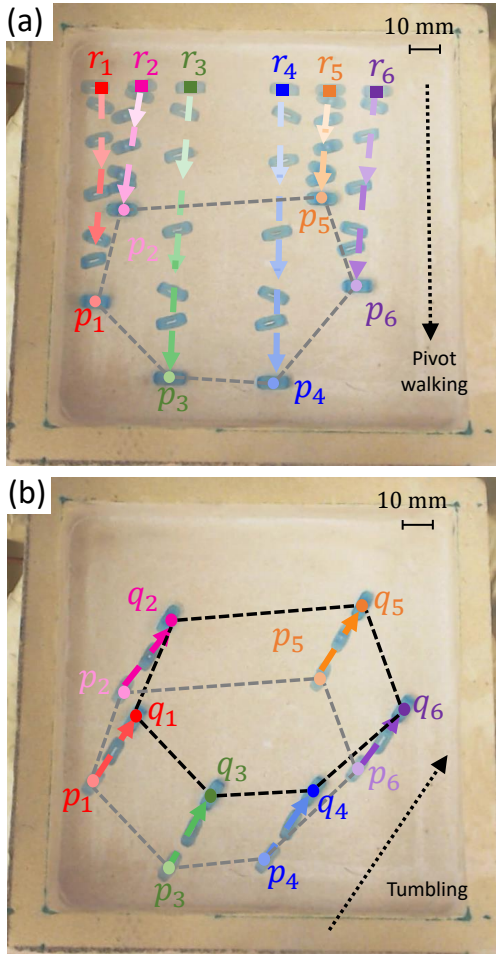 (a)
10 mm
r₁ r₂ r₃ r₄ r₅ r₆
p₂ p₅
p₁ p₆
p₃ p₄
Pivot
walking
(b)
10 mm
q₂ q₅
p₂ p₅
q₁ q₆
p₁ q₃ p₆
q₄
p₃ p₄
Tumbling